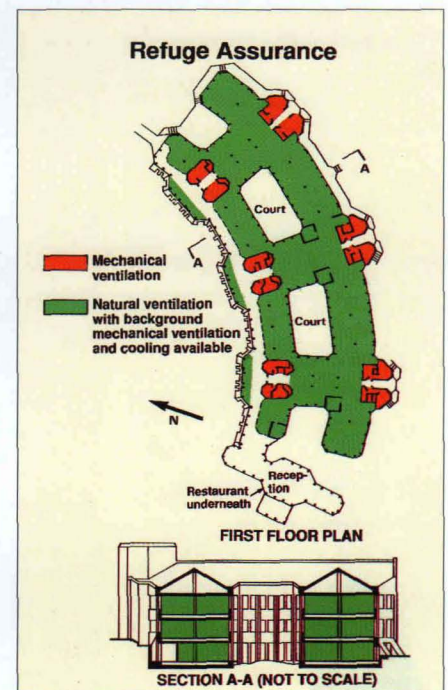 Refuge Assurance
A
Court
Mechanical
ventilation
A
Natural ventilation
with background
mechanical ventilation
and cooling available
Court
N
Recep-
tion
Restaurant
underneath
FIRST FLOOR PLAN
SECTION A-A (NOT TO SCALE)